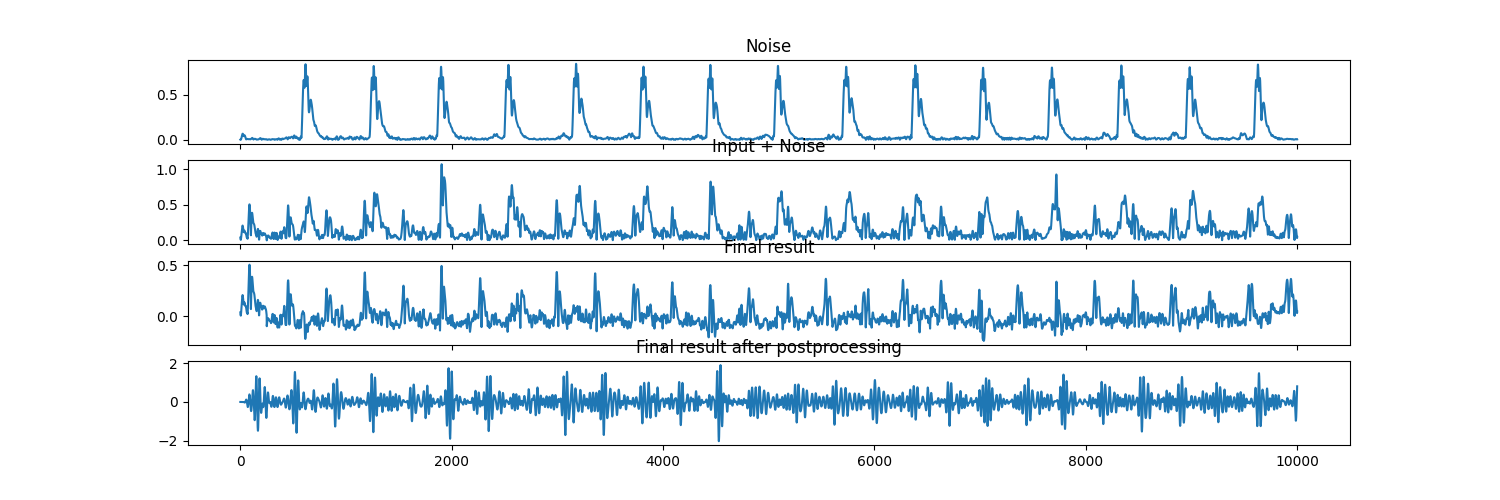 Noise
0.5
0.0
Input + Noise
1.0
0.5
0.0
Final result
0.5
0.0
Final result after postprocessing
2
0
−2
0 2000 4000 6000 8000 10000